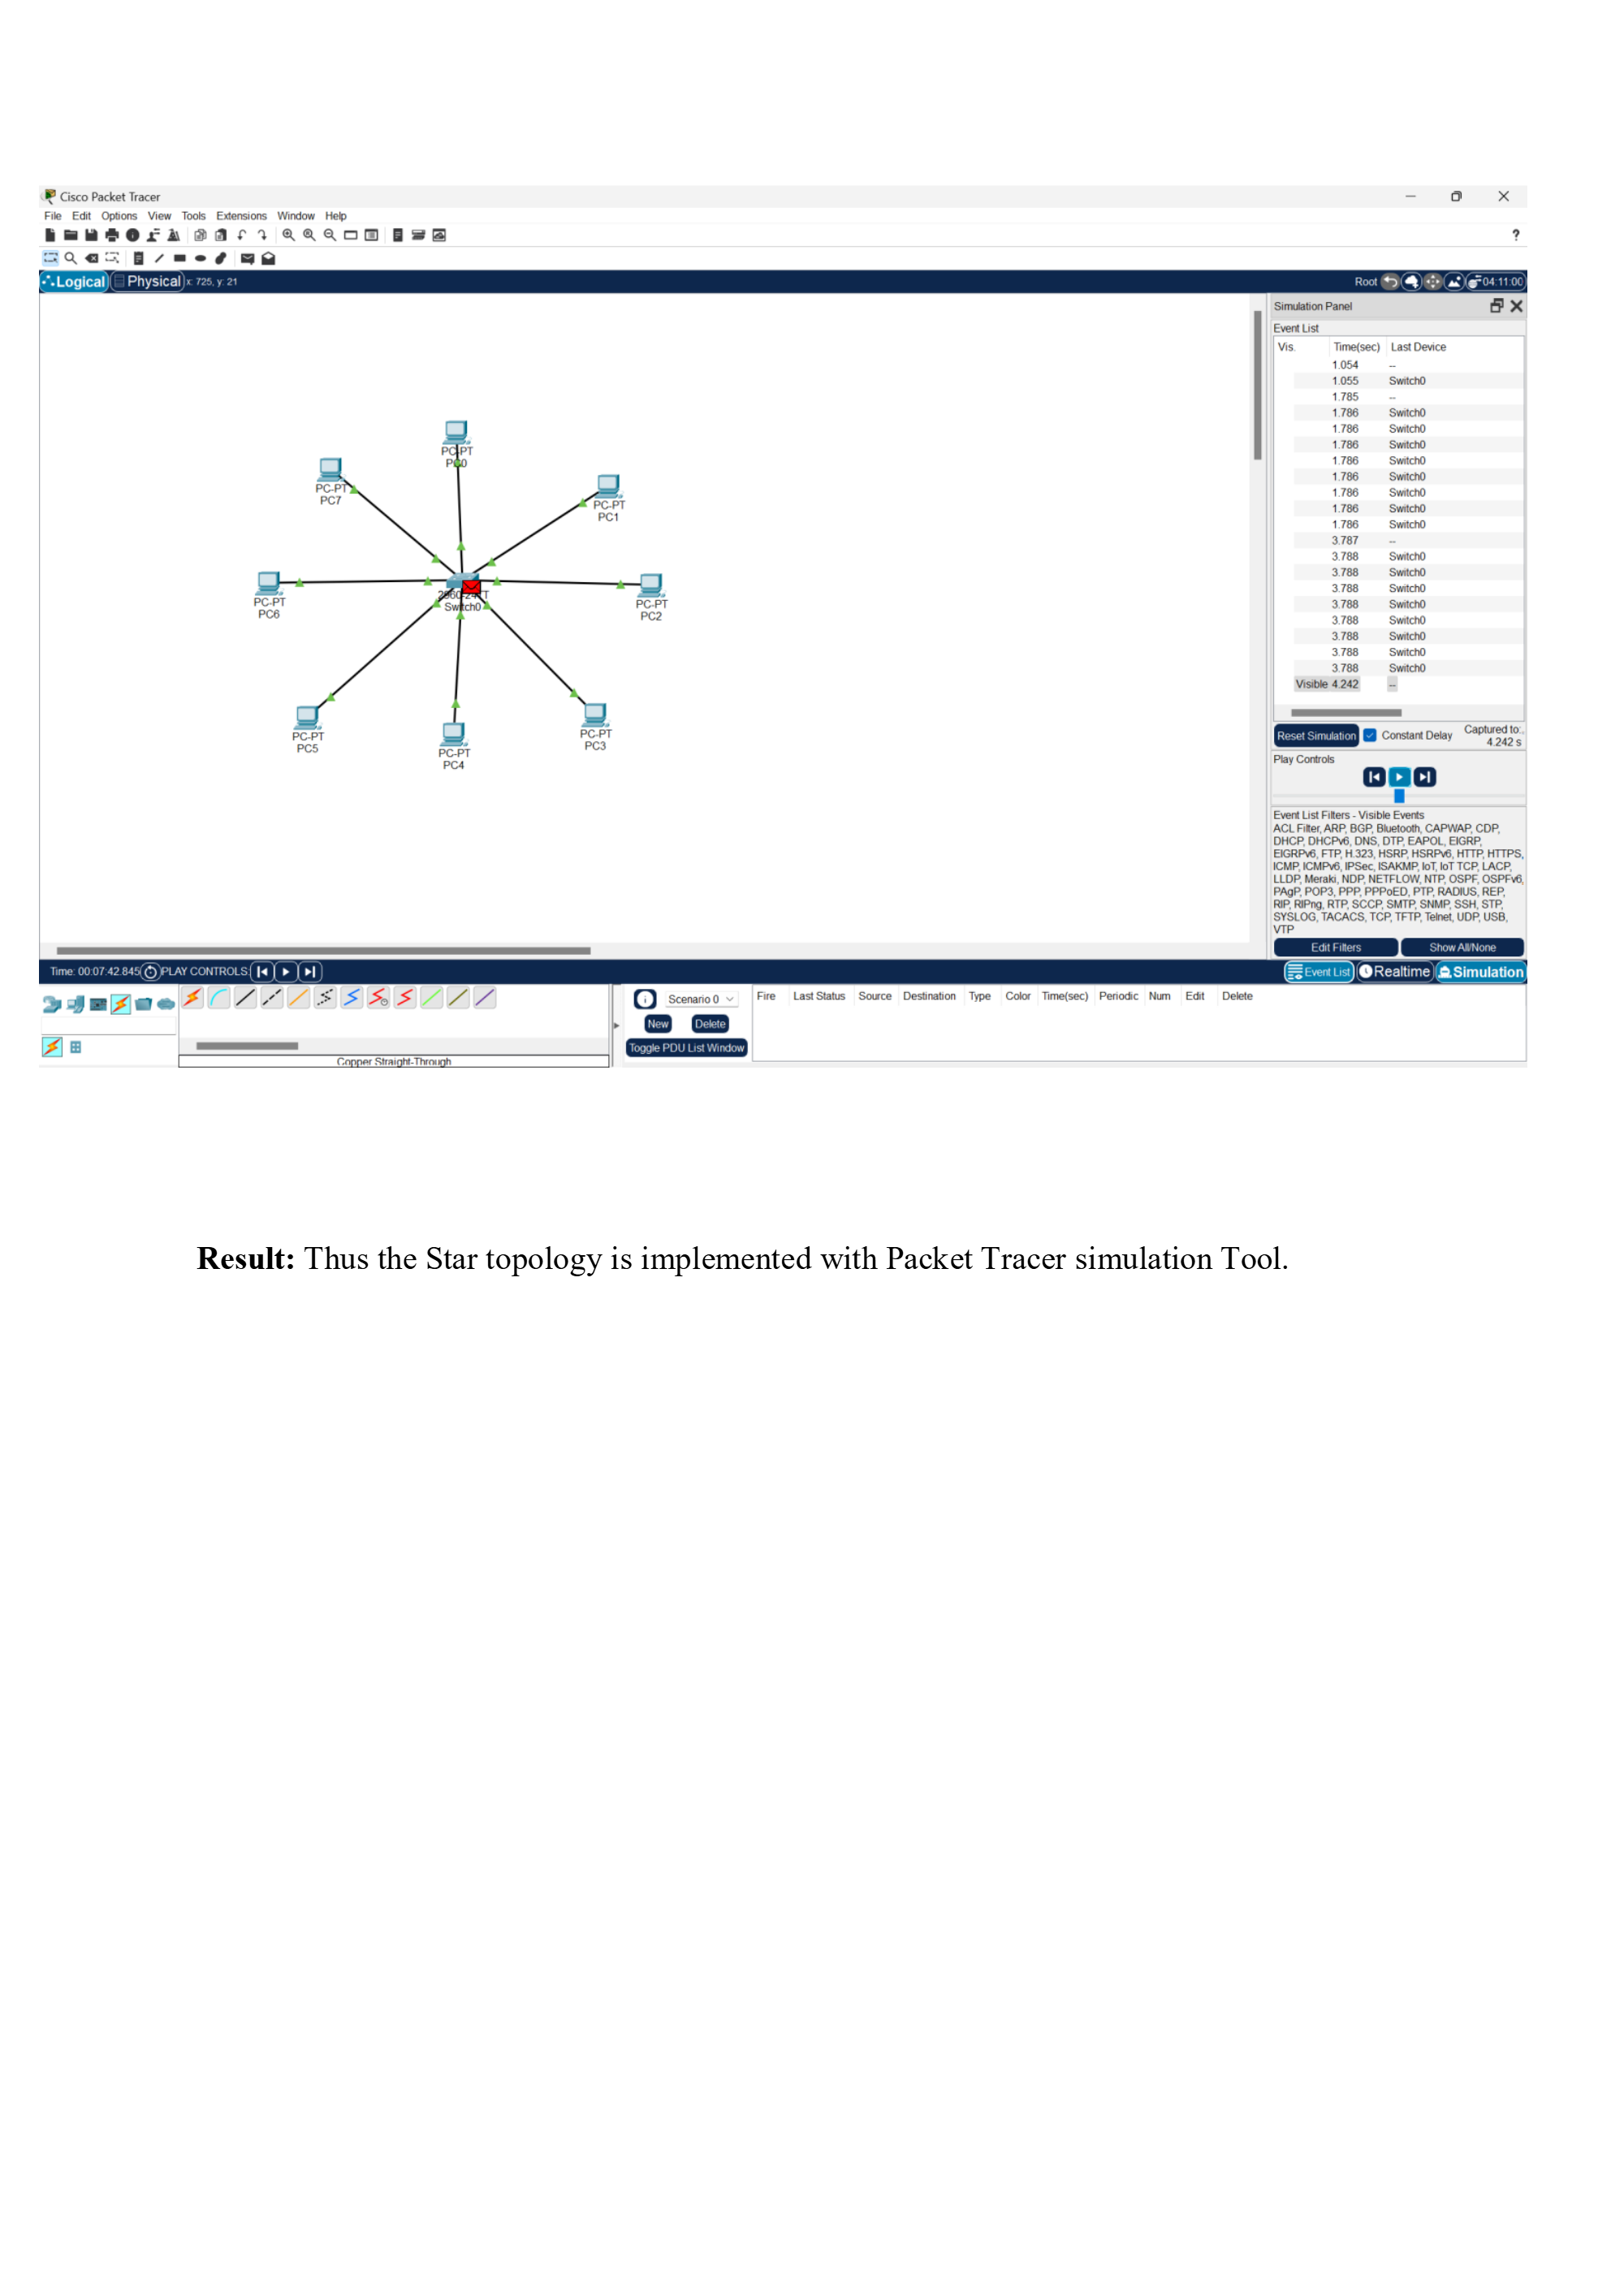 Cisco Packet Tracer
File Edit Options View Tools Extensions Window Help
?
Logical Physical x: 725, y: 21 Root 04:11:00
Simulation Panel
Event List
Vis. Time(sec) Last Device
1.054 --
1.055 Switch0
1.785 --
1.786 Switch0
1.786 Switch0
1.786 Switch0
1.786 Switch0
1.786 Switch0
1.786 Switch0
1.786 Switch0
1.786 Switch0
3.787 --
3.788 Switch0
3.788 Switch0
3.788 Switch0
3.788 Switch0
3.788 Switch0
3.788 Switch0
3.788 Switch0
3.788 Switch0
Visible 4.242 --
Reset Simulation Constant Delay Captured to:
4.242 s
Play Controls
Event List Filters - Visible Events
ACL Filter, ARP, BGP, Bluetooth, CAPWAP, CDP,
DHCP, DHCPv6, DNS, DTP, EAPOL, EIGRP,
EIGRPv6, FTP, H.323, HSRP, HSRPv6, HTTP, HTTPS,
ICMP, ICMPv6, IPSec, ISAKMP, IoT, IoT TCP, LACP,
LLDP, Meraki, NDP, NETFLOW, NTP, OSPF, OSPFv6,
PAgP, POP3, PPP, PPPoED, PTP, RADIUS, REP,
RIP, RIPng, RTP, SCCP, SMTP, SNMP, SSH, STP,
SYSLOG, TACACS, TCP, TFTP, Telnet, UDP, USB,
VTP
Edit Filters Show All/None
PC-PT
PC0
PC-PT
PC7
PC-PT
PC1
PC-PT
PC6
2960-24TT
Switch0
PC-PT
PC2
PC-PT
PC5
PC-PT
PC4
PC-PT
PC3
Time: 00:07:42.845 PLAY CONTROLS: Event List Realtime Simulation
Scenario 0
New Delete
Toggle PDU List Window
Fire Last Status Source Destination Type Color Time(sec) Periodic Num Edit Delete
Copper Straight-Through
Result: Thus the Star topology is implemented with Packet Tracer simulation Tool.